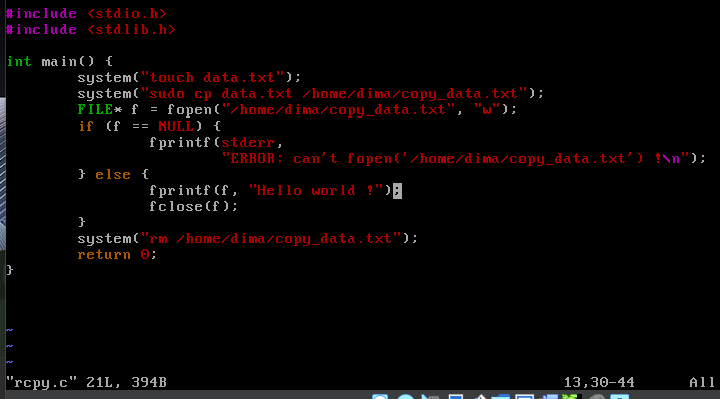 #include <stdio.h>
#include <stdlib.h>

int main() {
        system("touch data.txt");
        system("sudo cp data.txt /home/dima/copy_data.txt");
        FILE* f = fopen("/home/dima/copy_data.txt", "w");
        if (f == NULL) {
                fprintf(stderr,
                        "ERROR: can't fopen('/home/dima/copy_data.txt') !\n");
        } else {
                fprintf(f, "Hello world !");
                fclose(f);
        }
        system("rm /home/dima/copy_data.txt");
        return 0;
}
~
~
~
"rcpy.c" 21L, 394B 13,30-44 All